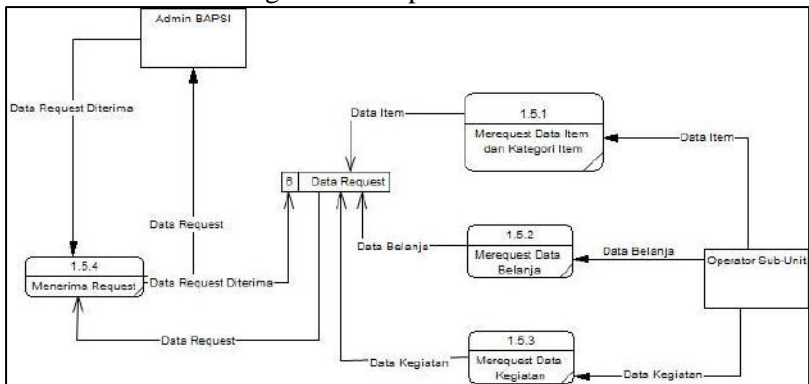 Admin BAPSI
Data Request Diterima
Data Item
1.5.1
Merequest Data Item
dan Kategori Item
Data Item
6 Data Request
Data Request
1.5.2
Merequest Data
Belanja
Data Belanja
Data Belanja
Operator Sub-Unit
1.5.4
Menerima Request
Data Request Diterima
Data Request
1.5.3
Merequest Data
Kegiatan
Data Kegiatan
Data Kegiatan